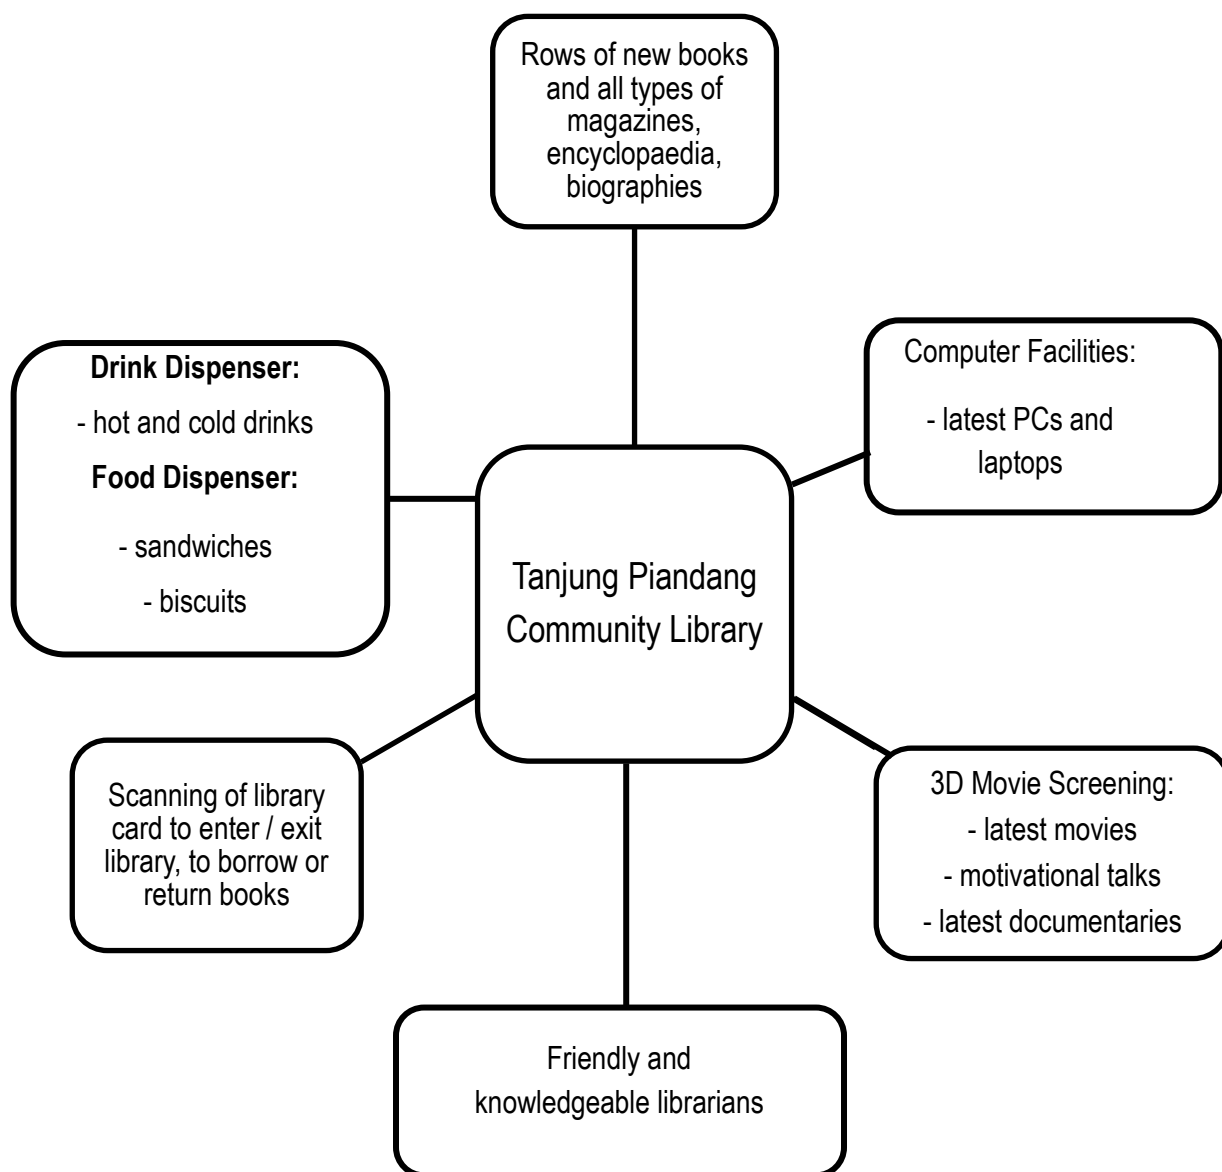 Rows of new books
and all types of
magazines,
encyclopaedia,
biographies
Drink Dispenser:
- hot and cold drinks
Food Dispenser:
- sandwiches
- biscuits
Computer Facilities:
- latest PCs and
laptops
Tanjung Piandang
Community Library
Scanning of library
card to enter / exit
library, to borrow or
return books
3D Movie Screening:
- latest movies
- motivational talks
- latest documentaries
Friendly and
knowledgeable librarians